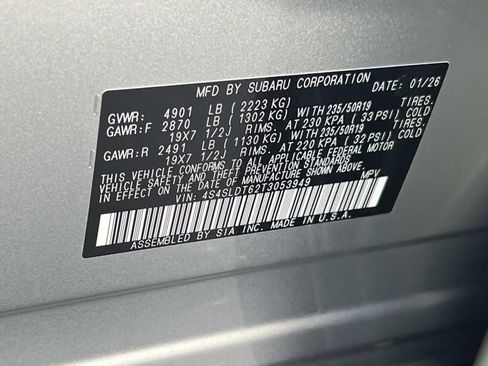 MFD BY SUBARU CORPORATION DATE: 01/26
GVWR: 4901 LB ( 2223 KG)
GAWR:F 2870 LB ( 1302 KG) WITH 235/50R19 TIRES.
19X7 1/2J RIMS. AT 230 KPA ( 33 PSI) COLD
GAWR:R 2491 LB ( 1130 KG) WITH 235/50R19 TIRES.
19X7 1/2J RIMS. AT 220 KPA ( 32 PSI) COLD
THIS VEHICLE CONFORMS TO ALL APPLICABLE FEDERAL MOTOR
VEHICLE SAFETY AND THEFT PREVENTION STANDARDS
IN EFFECT ON THE DATE OF MANUFACTURE SHOWN ABOVE.
VIN: 4S4SLDT62T3053949 MPV
ASSEMBLED BY SIA INC. MADE IN U.S.A.